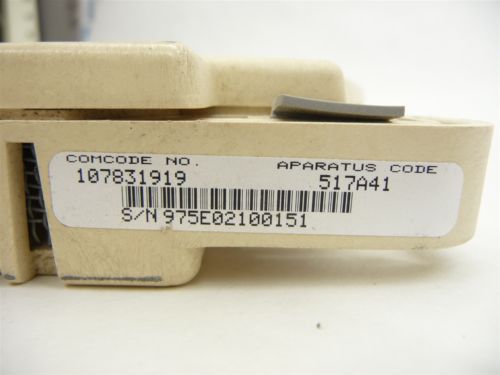 COMCODE NO. APARATUS CODE
107831919 517A41
S/N 975E02100151